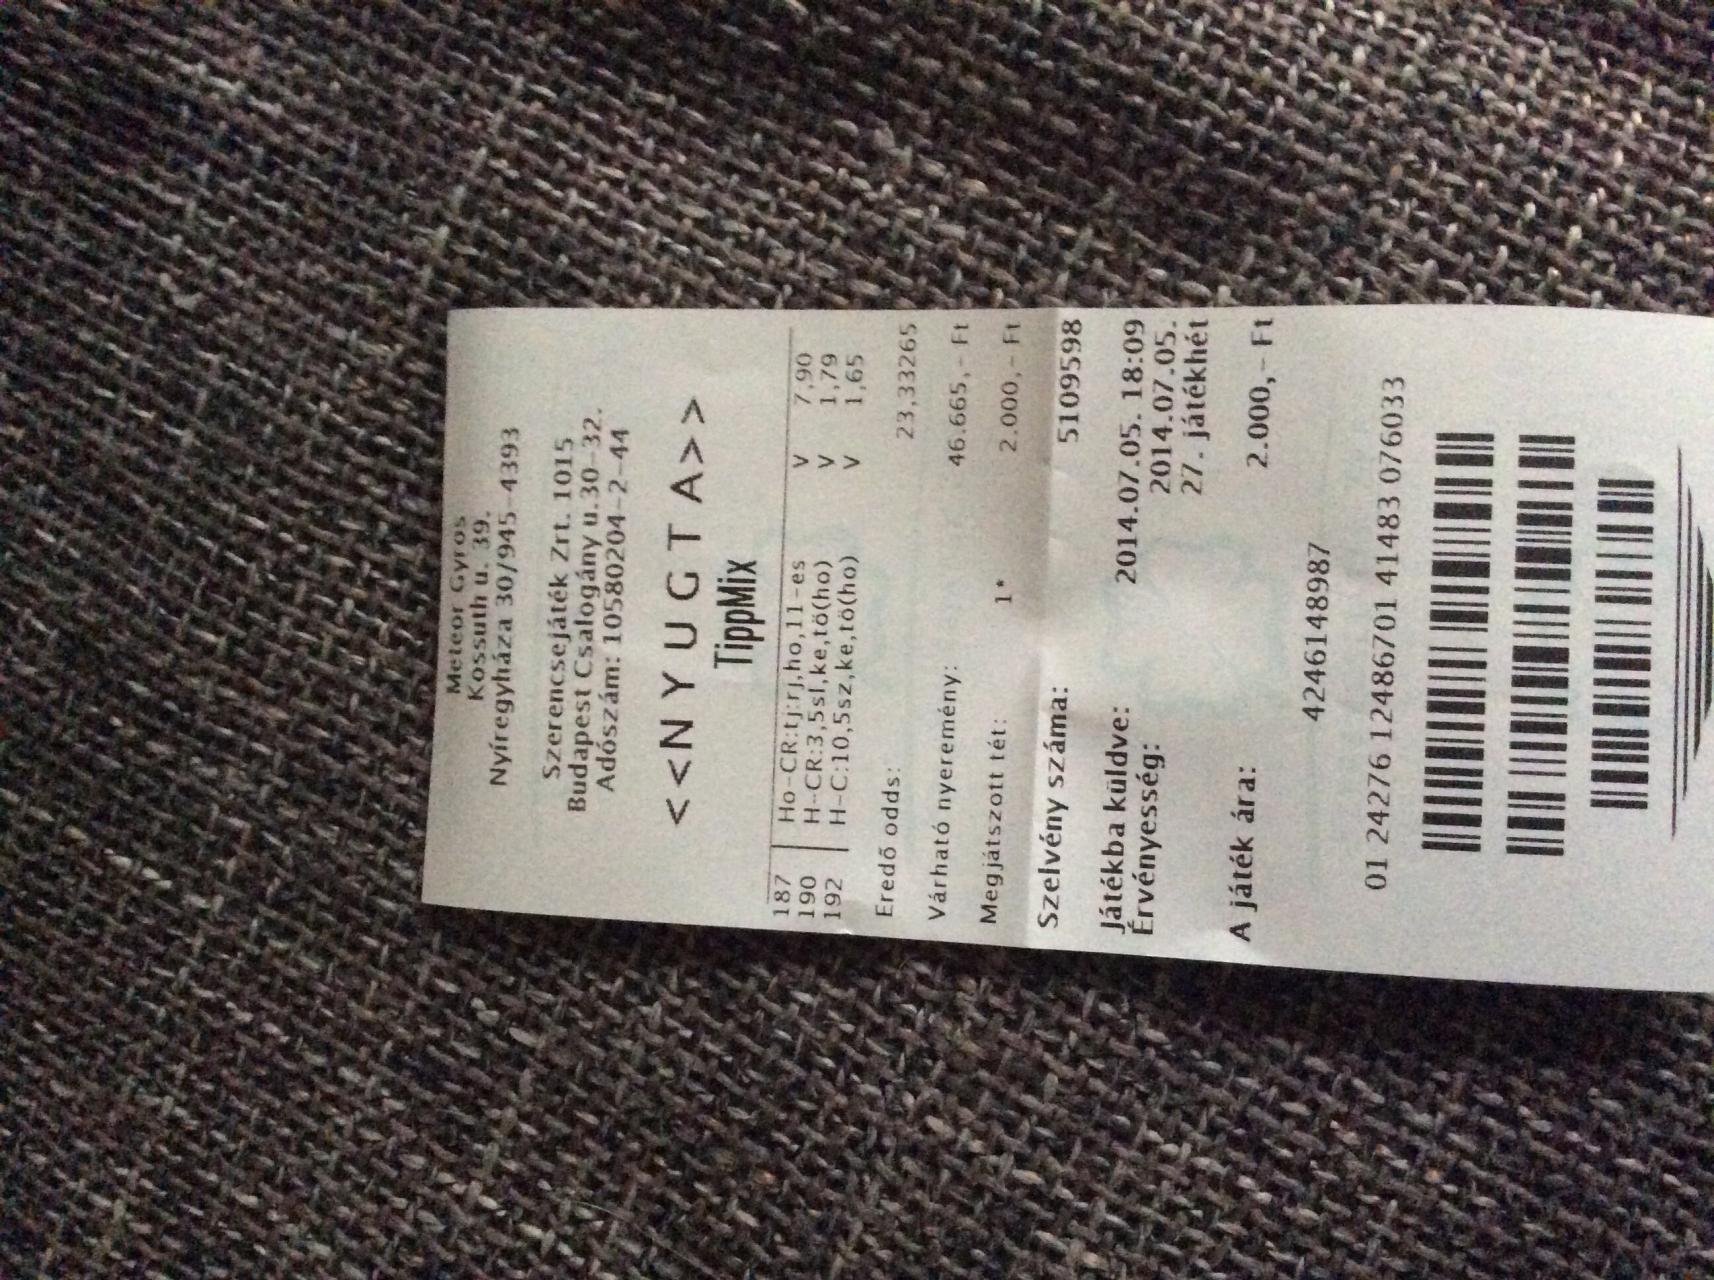 Meteor Gyros
Kossuth u. 39.
Nyíregyháza 30/945-4393
Szerencsejáték Zrt. 1015
Budapest Csalogány u.30-32.
Adószám: 10580204-2-44
<<NYUGTA>>
TippMix
187 Ho-CR:tj:rj,ho,11-es V 7,90
190 H-CR:3,5sl,ke,tö(ho) V 1,79
192 H-C:10,5sz,ke,tö(ho) V 1,65
Eredő odds: 23,33265
Várható nyeremény: 46.665,- Ft
Megjátszott tét: 1* 2.000,- Ft
Szelvény száma: 5109598
Játékba küldve: 2014.07.05. 18:09
Érvényesség: 2014.07.05.
27. játékhét
A játék ára: 2.000,- Ft
4246148987
01 24276 12486701 41483 076033